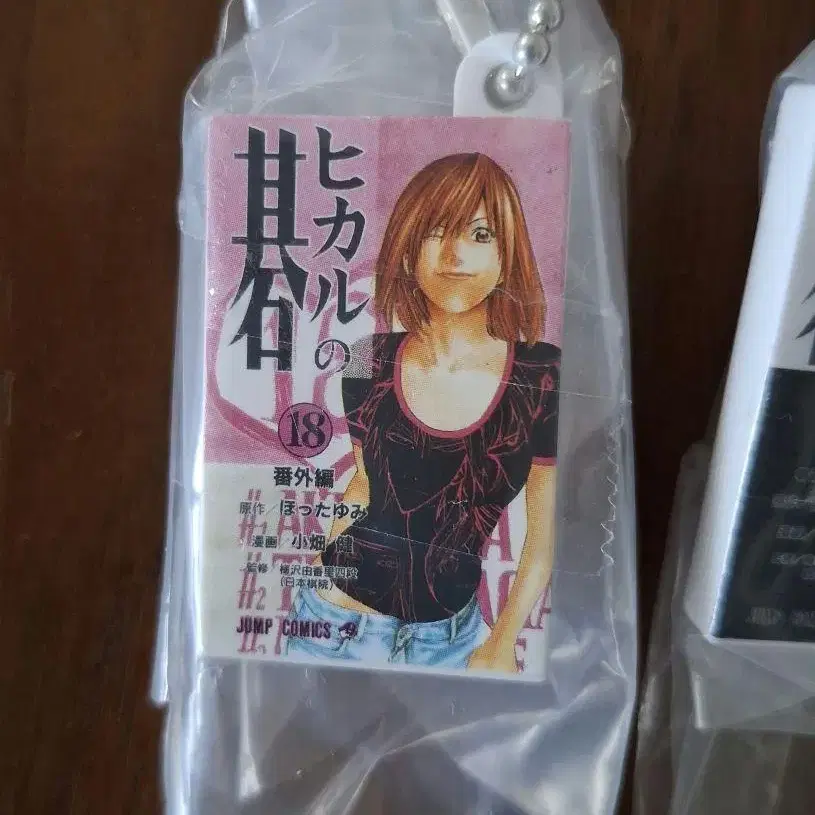 ヒカルの
碁
18
番外編
原作/ほったゆみ
漫画/小畑 健
監修/梅沢由香里四段
(日本棋院)
JUMP COMICS